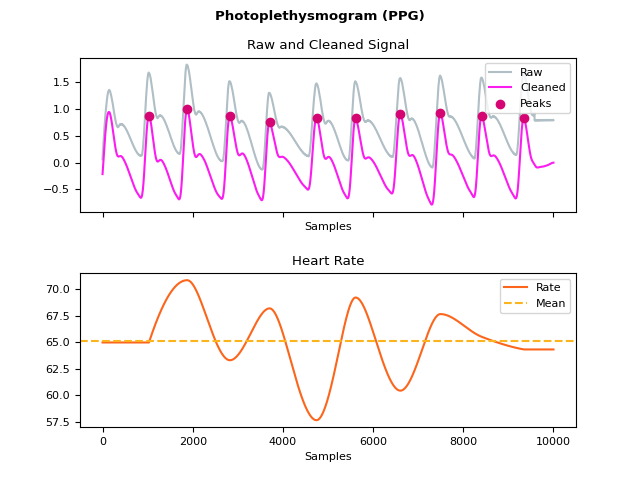 Photoplethysmogram (PPG)
Raw and Cleaned Signal
1.5
1.0
0.5
0.0
−0.5
Raw
Cleaned
Peaks
Samples
Heart Rate
70.0
67.5
65.0
62.5
60.0
57.5
Rate
Mean
0 2000 4000 6000 8000 10000
Samples